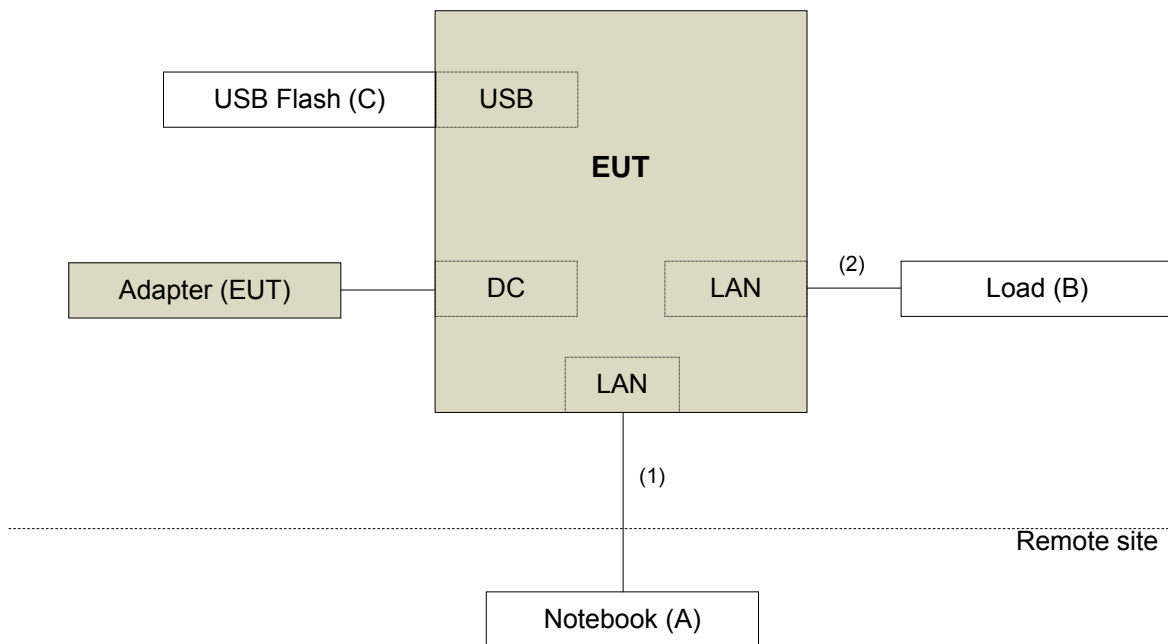 USB Flash (C)
USB
EUT
Adapter (EUT)
DC
LAN
(2)
Load (B)
LAN
(1)
Remote site
Notebook (A)